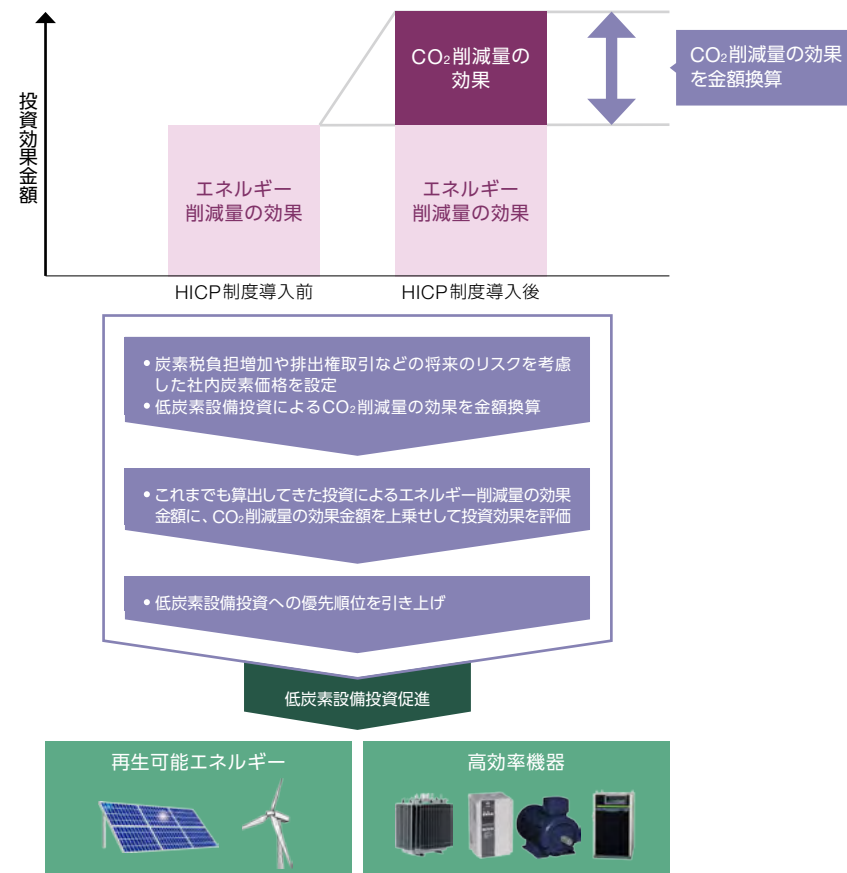 CO₂削減量の
効果
CO₂削減量の効果
を金額換算
投資効果金額
エネルギー
削減量の効果
エネルギー
削減量の効果
HICP制度導入前
HICP制度導入後
• 炭素税負担増加や排出権取引などの将来のリスクを考慮
した社内炭素価格を設定
• 低炭素設備投資によるCO₂削減量の効果を金額換算
• これまでも算出してきた投資によるエネルギー削減量の効果
金額に、CO₂削減量の効果金額を上乗せして投資効果を評価
• 低炭素設備投資への優先順位を引き上げ
低炭素設備投資促進
再生可能エネルギー
高効率機器